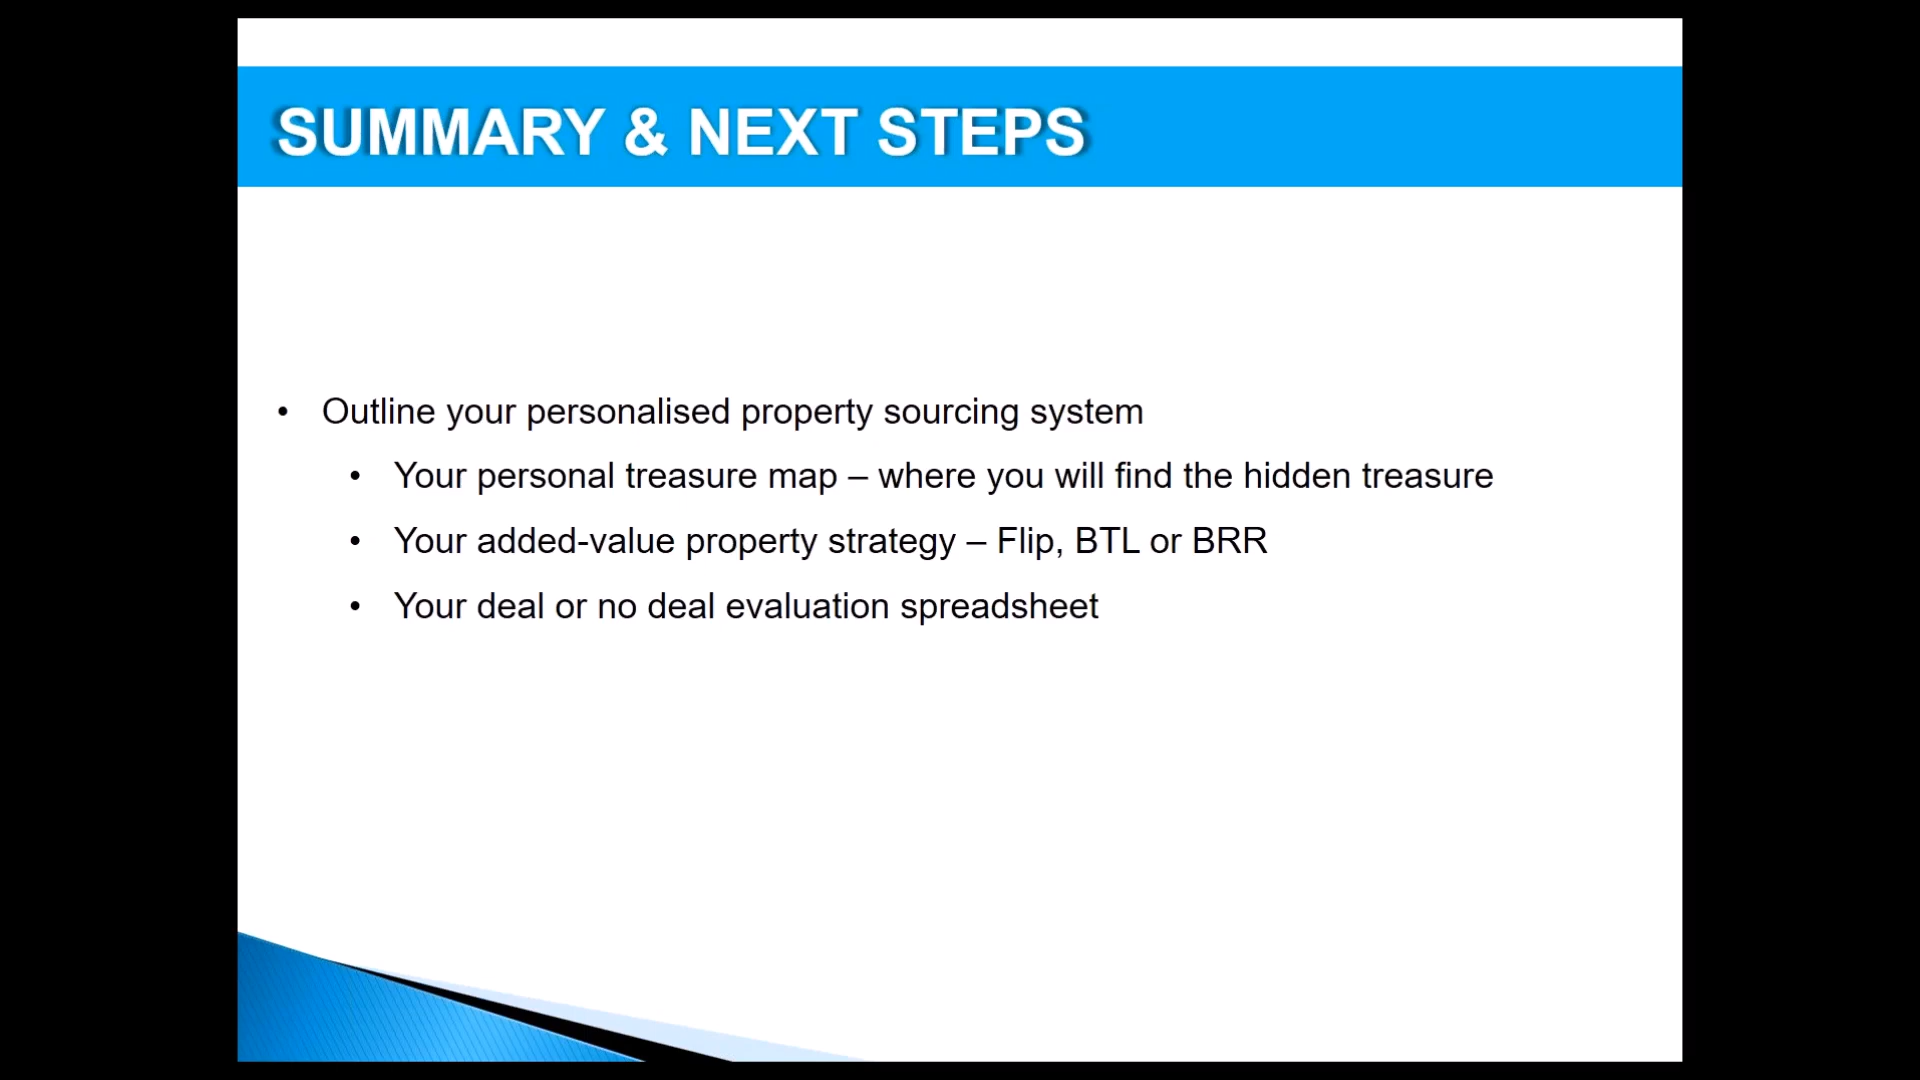 SUMMARY & NEXT STEPS
• Outline your personalised property sourcing system
• Your personal treasure map – where you will find the hidden treasure
• Your added-value property strategy – Flip, BTL or BRR
• Your deal or no deal evaluation spreadsheet